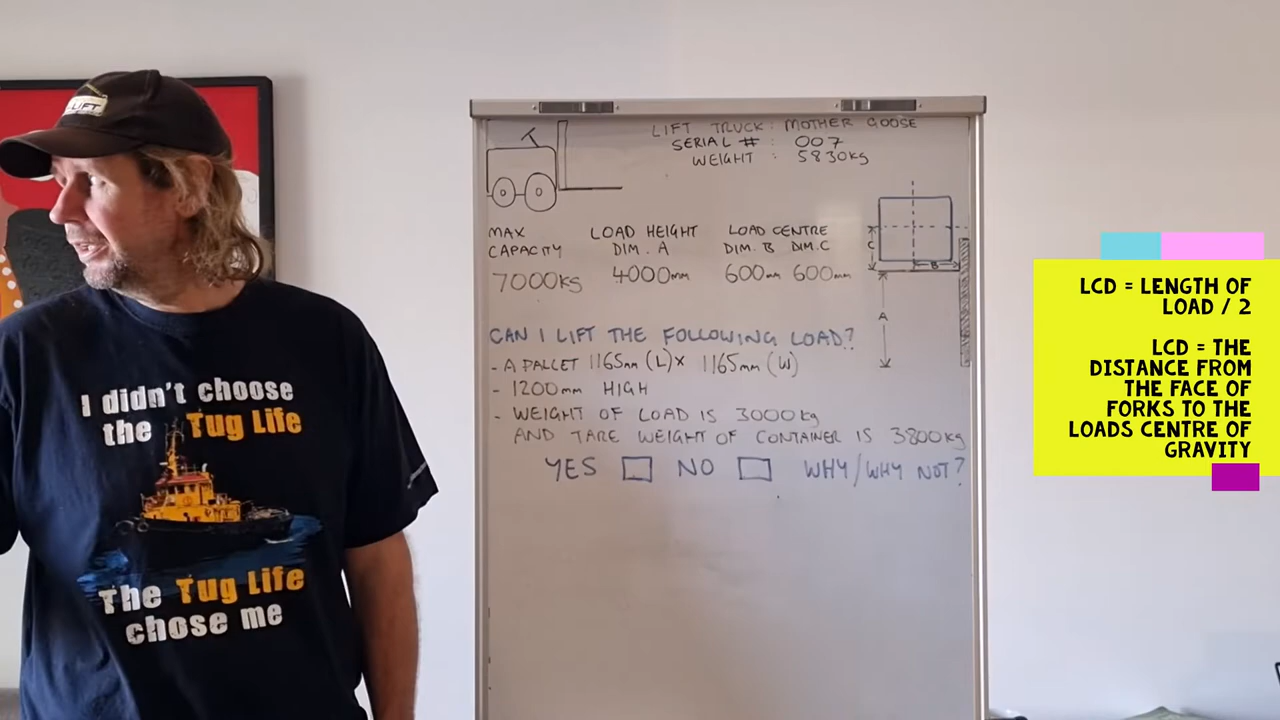 LIFT
LIFT TRUCK: MOTHER GOOSE
SERIAL # : 007
WEIGHT : 5830kg
MAX CAPACITY
LOAD HEIGHT DIM. A
LOAD CENTRE DIM. B DIM. C
7000kg 4000mm 600mm 600mm
C
B
A
CAN I LIFT THE FOLLOWING LOAD?
- A PALLET 1165mm (L) x 1165mm (W)
- 1200mm HIGH
- WEIGHT OF LOAD IS 3000kg
AND TARE WEIGHT OF CONTAINER IS 3800kg
YES NO WHY/WHY NOT?
I didn't choose
the Tug Life
The Tug Life
chose me
LCD = LENGTH OF
LOAD / 2
LCD = THE
DISTANCE FROM
THE FACE OF
FORKS TO THE
LOADS CENTRE OF
GRAVITY